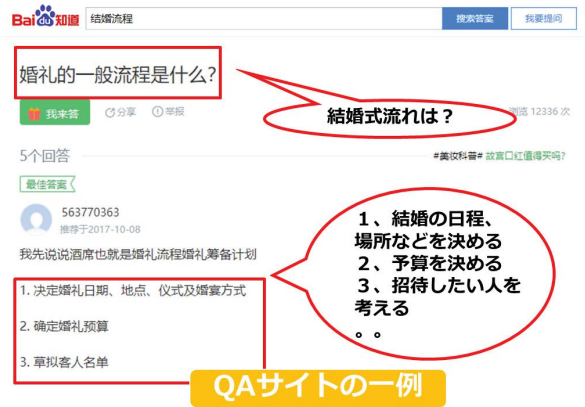 Bai du 知道
结婚流程
搜索答案
我要提问
婚礼的一般流程是什么?
我来答
分享
举报
浏览 12336 次
結婚式流れは？
5个回答
#美妆科普# 故宫口红值得买吗?
最佳答案
563770363
推荐于2017-10-08
我先说说酒席也就是婚礼流程婚礼筹备计划
1. 决定婚礼日期、地点、仪式及婚宴方式
2. 确定婚礼预算
3. 草拟客人名单
１、結婚の日程、
場所などを決める
２、予算を決める
３、招待したい人を
考える
。。
QAサイトの一例